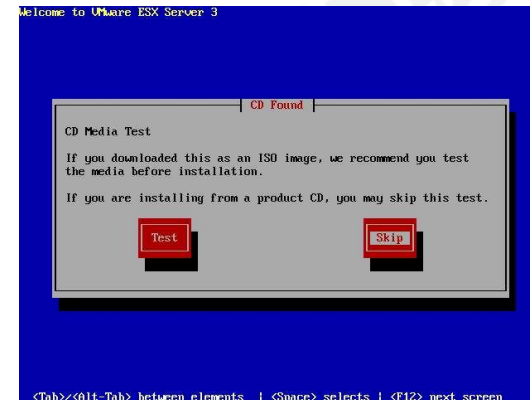 Welcome to VMware ESX Server 3
CD Found
CD Media Test
If you downloaded this as an ISO image, we recommend you test
the media before installation.
If you are installing from a product CD, you may skip this test.
Test
Skip
<Tab>/<Alt-Tab> between elements | <Space> selects | <F12> next screen